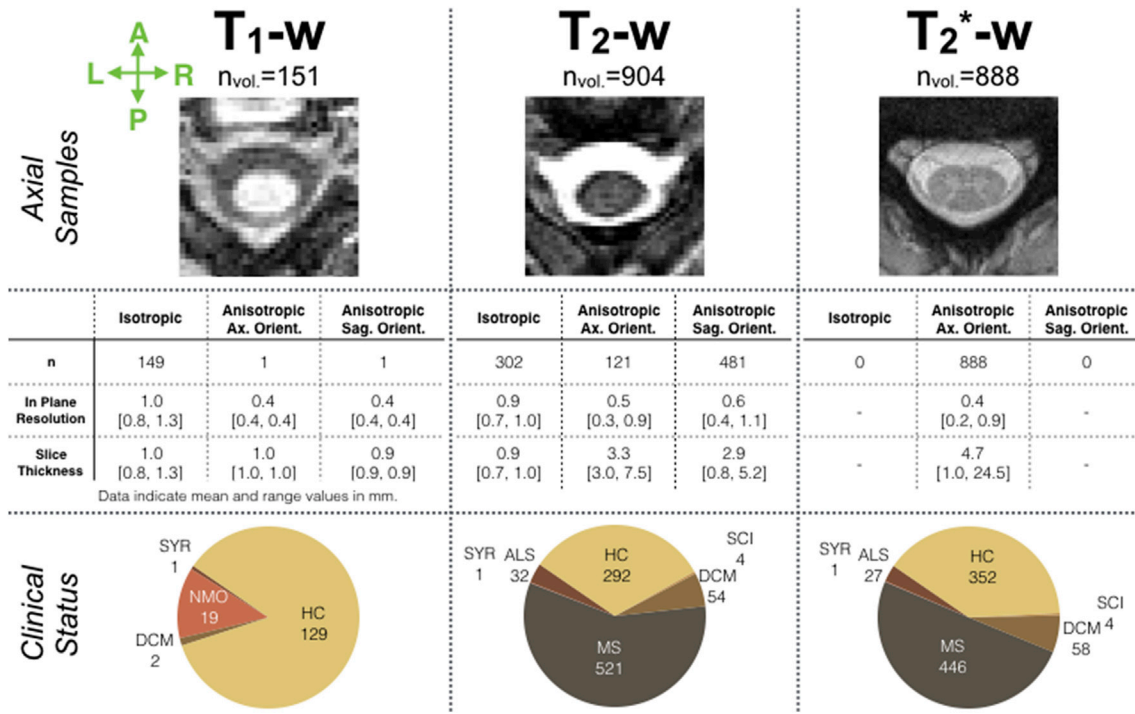 A
L R
P
T1-w
nvol.=151
T2-w
nvol.=904
T2*-w
nvol.=888
Axial
Samples
Isotropic
Anisotropic
Ax. Orient.
Anisotropic
Sag. Orient.
Isotropic
Anisotropic
Ax. Orient.
Anisotropic
Sag. Orient.
Isotropic
Anisotropic
Ax. Orient.
Anisotropic
Sag. Orient.
n 149 1 1 302 121 481 0 888 0
In Plane
Resolution
1.0 0.4 0.4 0.9 0.5 0.6 - 0.4 -
[0.8, 1.3] [0.4, 0.4] [0.4, 0.4] [0.7, 1.0] [0.3, 0.9] [0.4, 1.1] [0.2, 0.9]
Slice
Thickness
1.0 1.0 0.9 0.9 3.3 2.9 - 4.7 -
[0.8, 1.3] [1.0, 1.0] [0.9, 0.9] [0.7, 1.0] [3.0, 7.5] [0.8, 5.2] [1.0, 24.5]
Data indicate mean and range values in mm.
Clinical
Status
SYR
1
NMO
19
DCM
2
HC
129
SYR
1
ALS
32
HC
292
SCI
4
DCM
54
MS
521
SYR
1
ALS
27
HC
352
SCI
4
DCM
58
MS
446